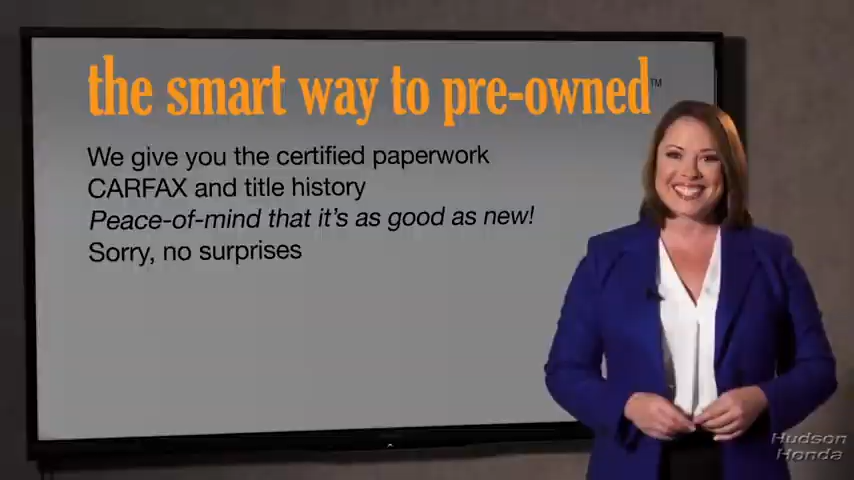 the smart way to pre-owned™
We give you the certified paperwork
CARFAX and title history
Peace-of-mind that it's as good as new!
Sorry, no surprises
Hudson
Honda